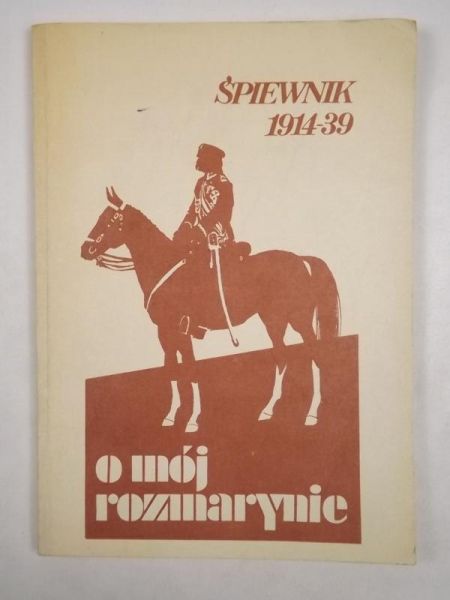 ŚPIEWNIK
1914-39
o mój
rozmarynie